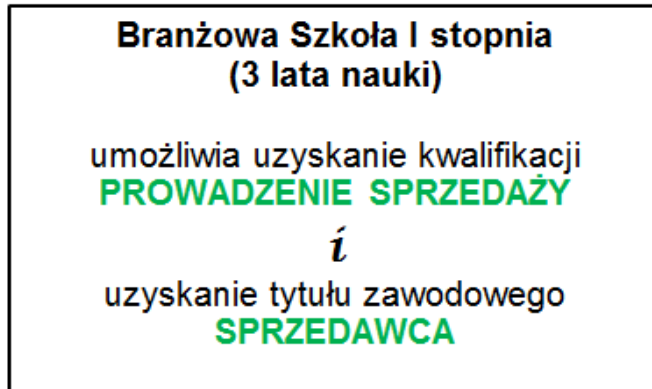 Branżowa Szkoła I stopnia
(3 lata nauki)
umożliwia uzyskanie kwalifikacji
PROWADZENIE SPRZEDAŻY
i
uzyskanie tytułu zawodowego
SPRZEDAWCA